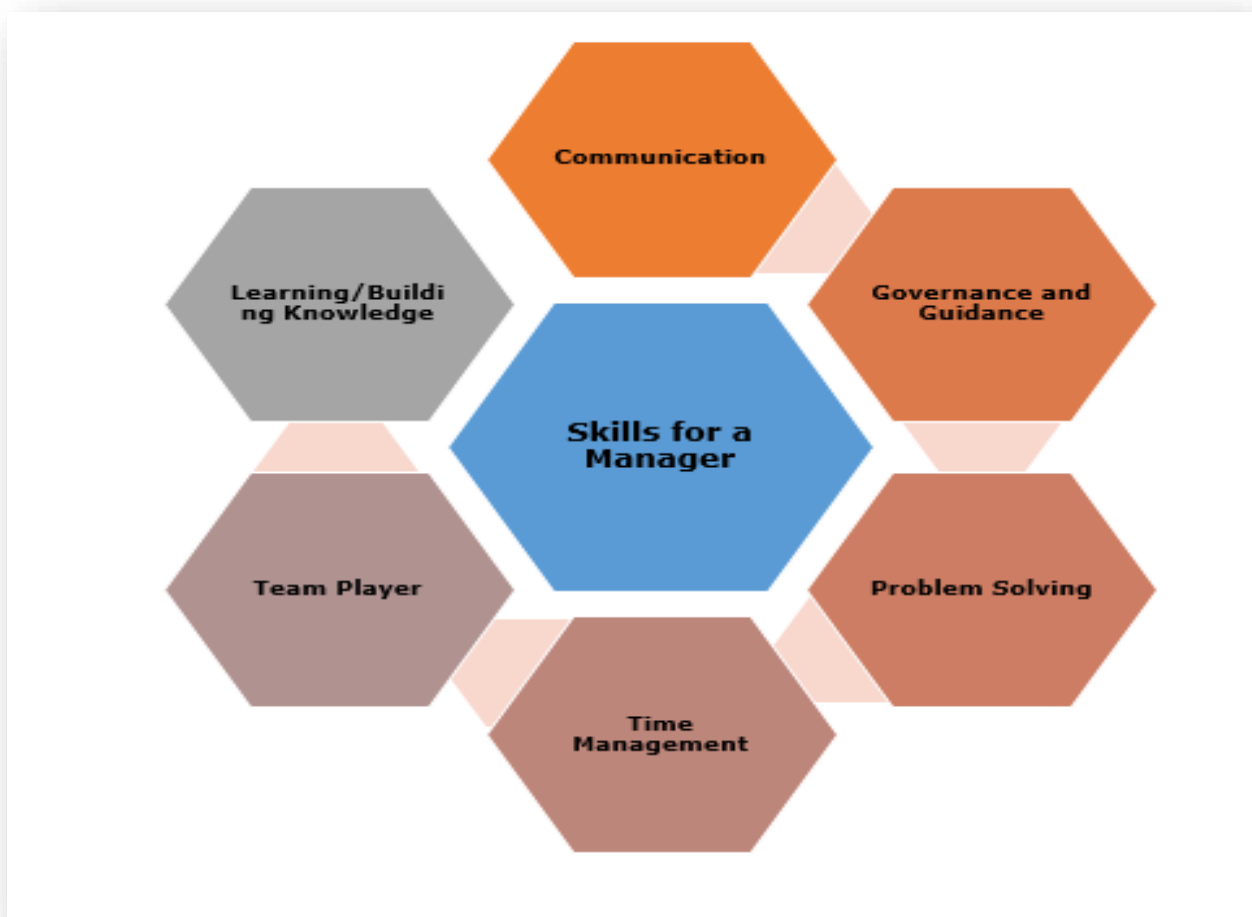 Communication
Governance and
Guidance
Problem Solving
Time
Management
Team Player
Learning/Buildi
ng Knowledge
Skills for a
Manager